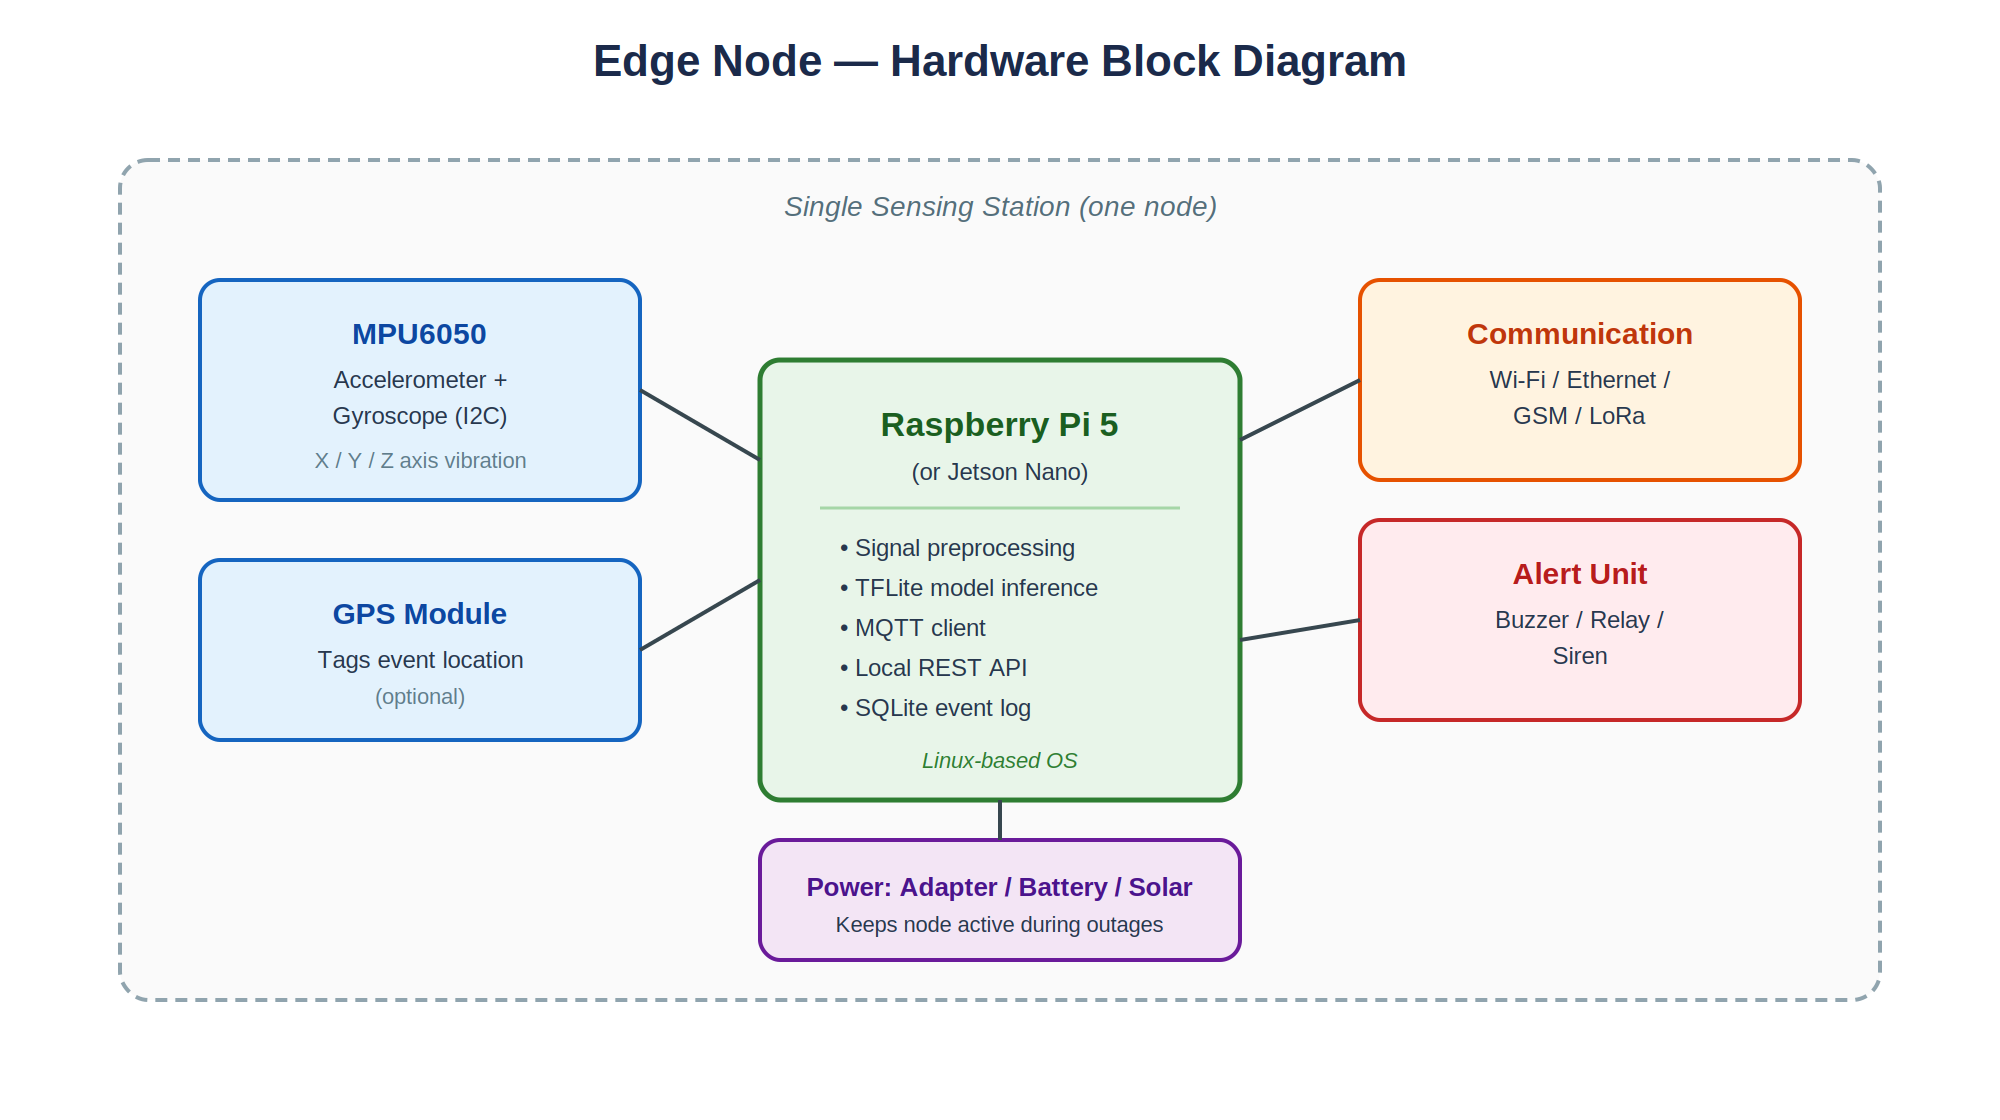 Edge Node — Hardware Block Diagram
Single Sensing Station (one node)
MPU6050
Accelerometer +
Gyroscope (I2C)
X / Y / Z axis vibration
GPS Module
Tags event location
(optional)
Raspberry Pi 5
(or Jetson Nano)
• Signal preprocessing
• TFLite model inference
• MQTT client
• Local REST API
• SQLite event log
Linux-based OS
Communication
Wi-Fi / Ethernet /
GSM / LoRa
Alert Unit
Buzzer / Relay /
Siren
Power: Adapter / Battery / Solar
Keeps node active during outages